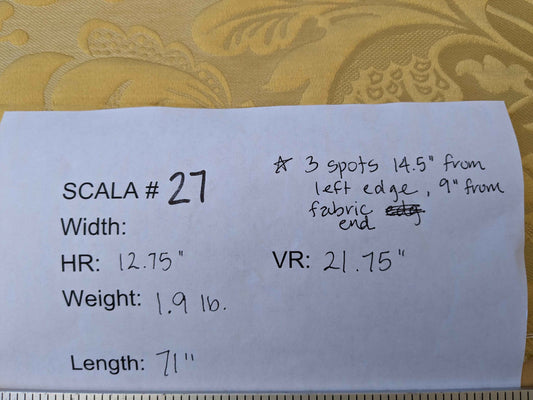 ☆ 3 spots 14.5" from
left edge, 9" from
fabric edg
end
SCALA # 27
Width:
HR: 12.75" VR: 21.75"
Weight: 1.9 lb.
Length: 71"